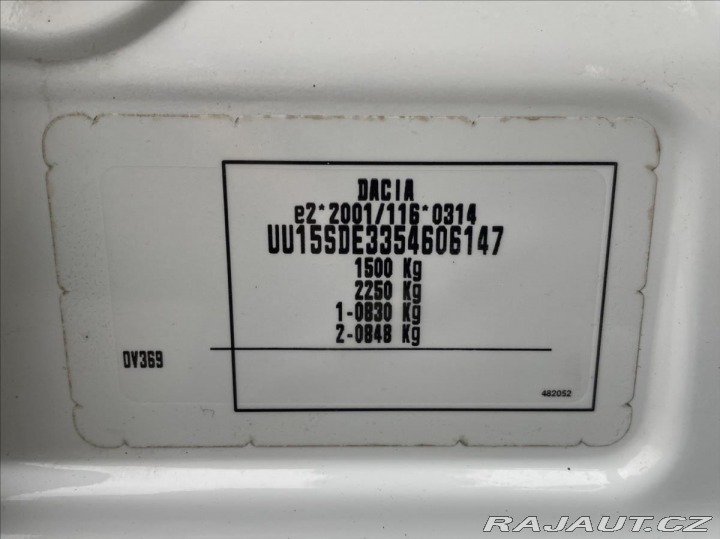 DACIA
e2*2001/116*0314
UU15SDE3354606147
1500 Kg
2250 Kg
1-0830 Kg
2-0848 Kg
DV369
482052
RAJAUT.CZ